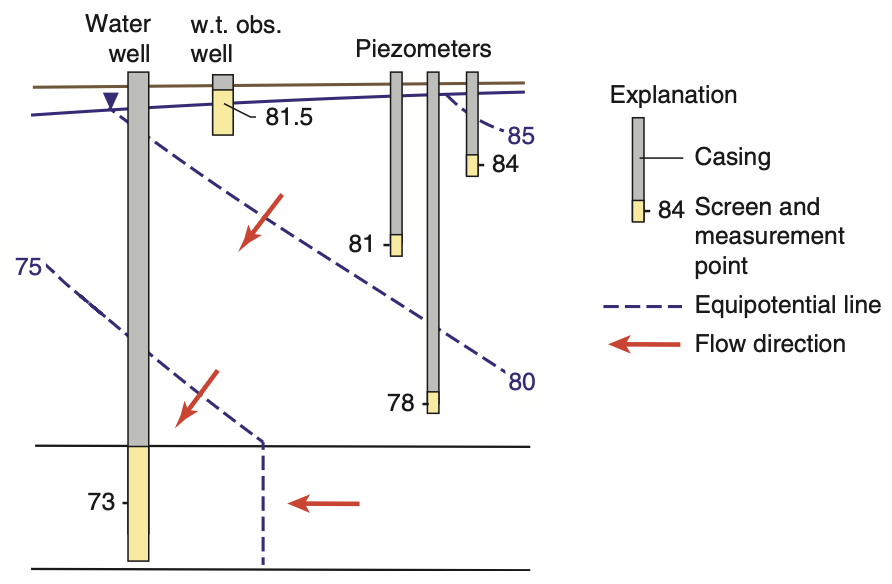 Water
well
w.t. obs.
well
Piezometers
81.5
85
84
81
75
80
78
73
Explanation
Casing
84 Screen and
measurement
point
Equipotential line
Flow direction